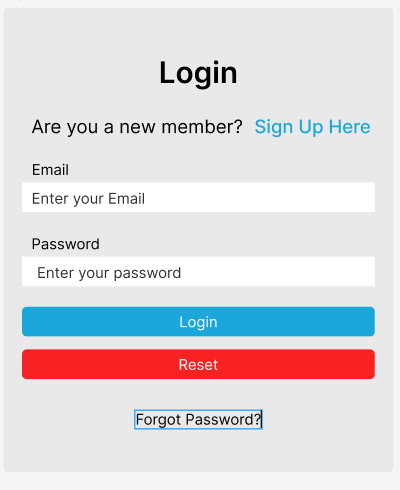 Login
Are you a new member? Sign Up Here
Email
Enter your Email
Password
Enter your password
Login
Reset
Forgot Password?